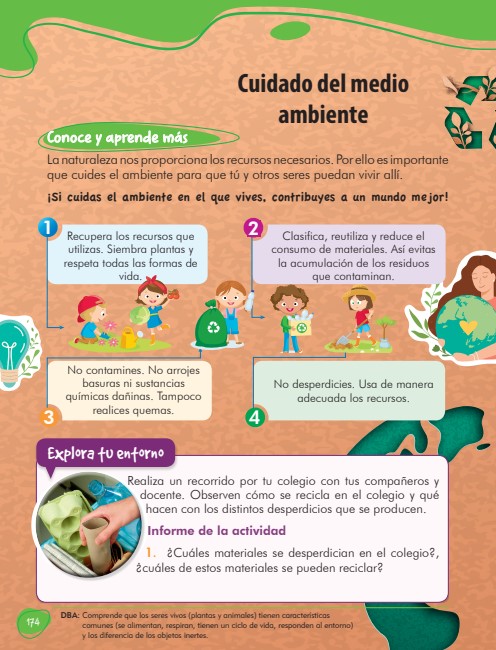 Cuidado del medio
ambiente
Conoce y aprende más
La naturaleza nos proporciona los recursos necesarios. Por ello es importante
que cuides el ambiente para que tú y otros seres puedan vivir allí.
¡Si cuidas el ambiente en el que vives, contribuyes a un mundo mejor!
1
Recupera los recursos que
utilizas. Siembra plantas y
respeta todas las formas de
vida.
2
Clasifica, reutiliza y reduce el
consumo de materiales. Así evitas
la acumulación de los residuos
que contaminan.
No contamines. No arrojes
basuras ni sustancias
químicas dañinas. Tampoco
realices quemas.
3
No desperdicies. Usa de manera
adecuada los recursos.
4
Explora tu entorno
Realiza un recorrido por tu colegio con tus compañeros y
docente. Observen cómo se recicla en el colegio y qué
hacen con los distintos desperdicios que se producen.
Informe de la actividad
1. ¿Cuáles materiales se desperdician en el colegio?,
¿cuáles de estos materiales se pueden reciclar?
174
DBA: Comprende que los seres vivos (plantas y animales) tienen características
comunes (se alimentan, respiran, tienen un ciclo de vida, responden al entorno)
y los diferencia de los objetos inertes.